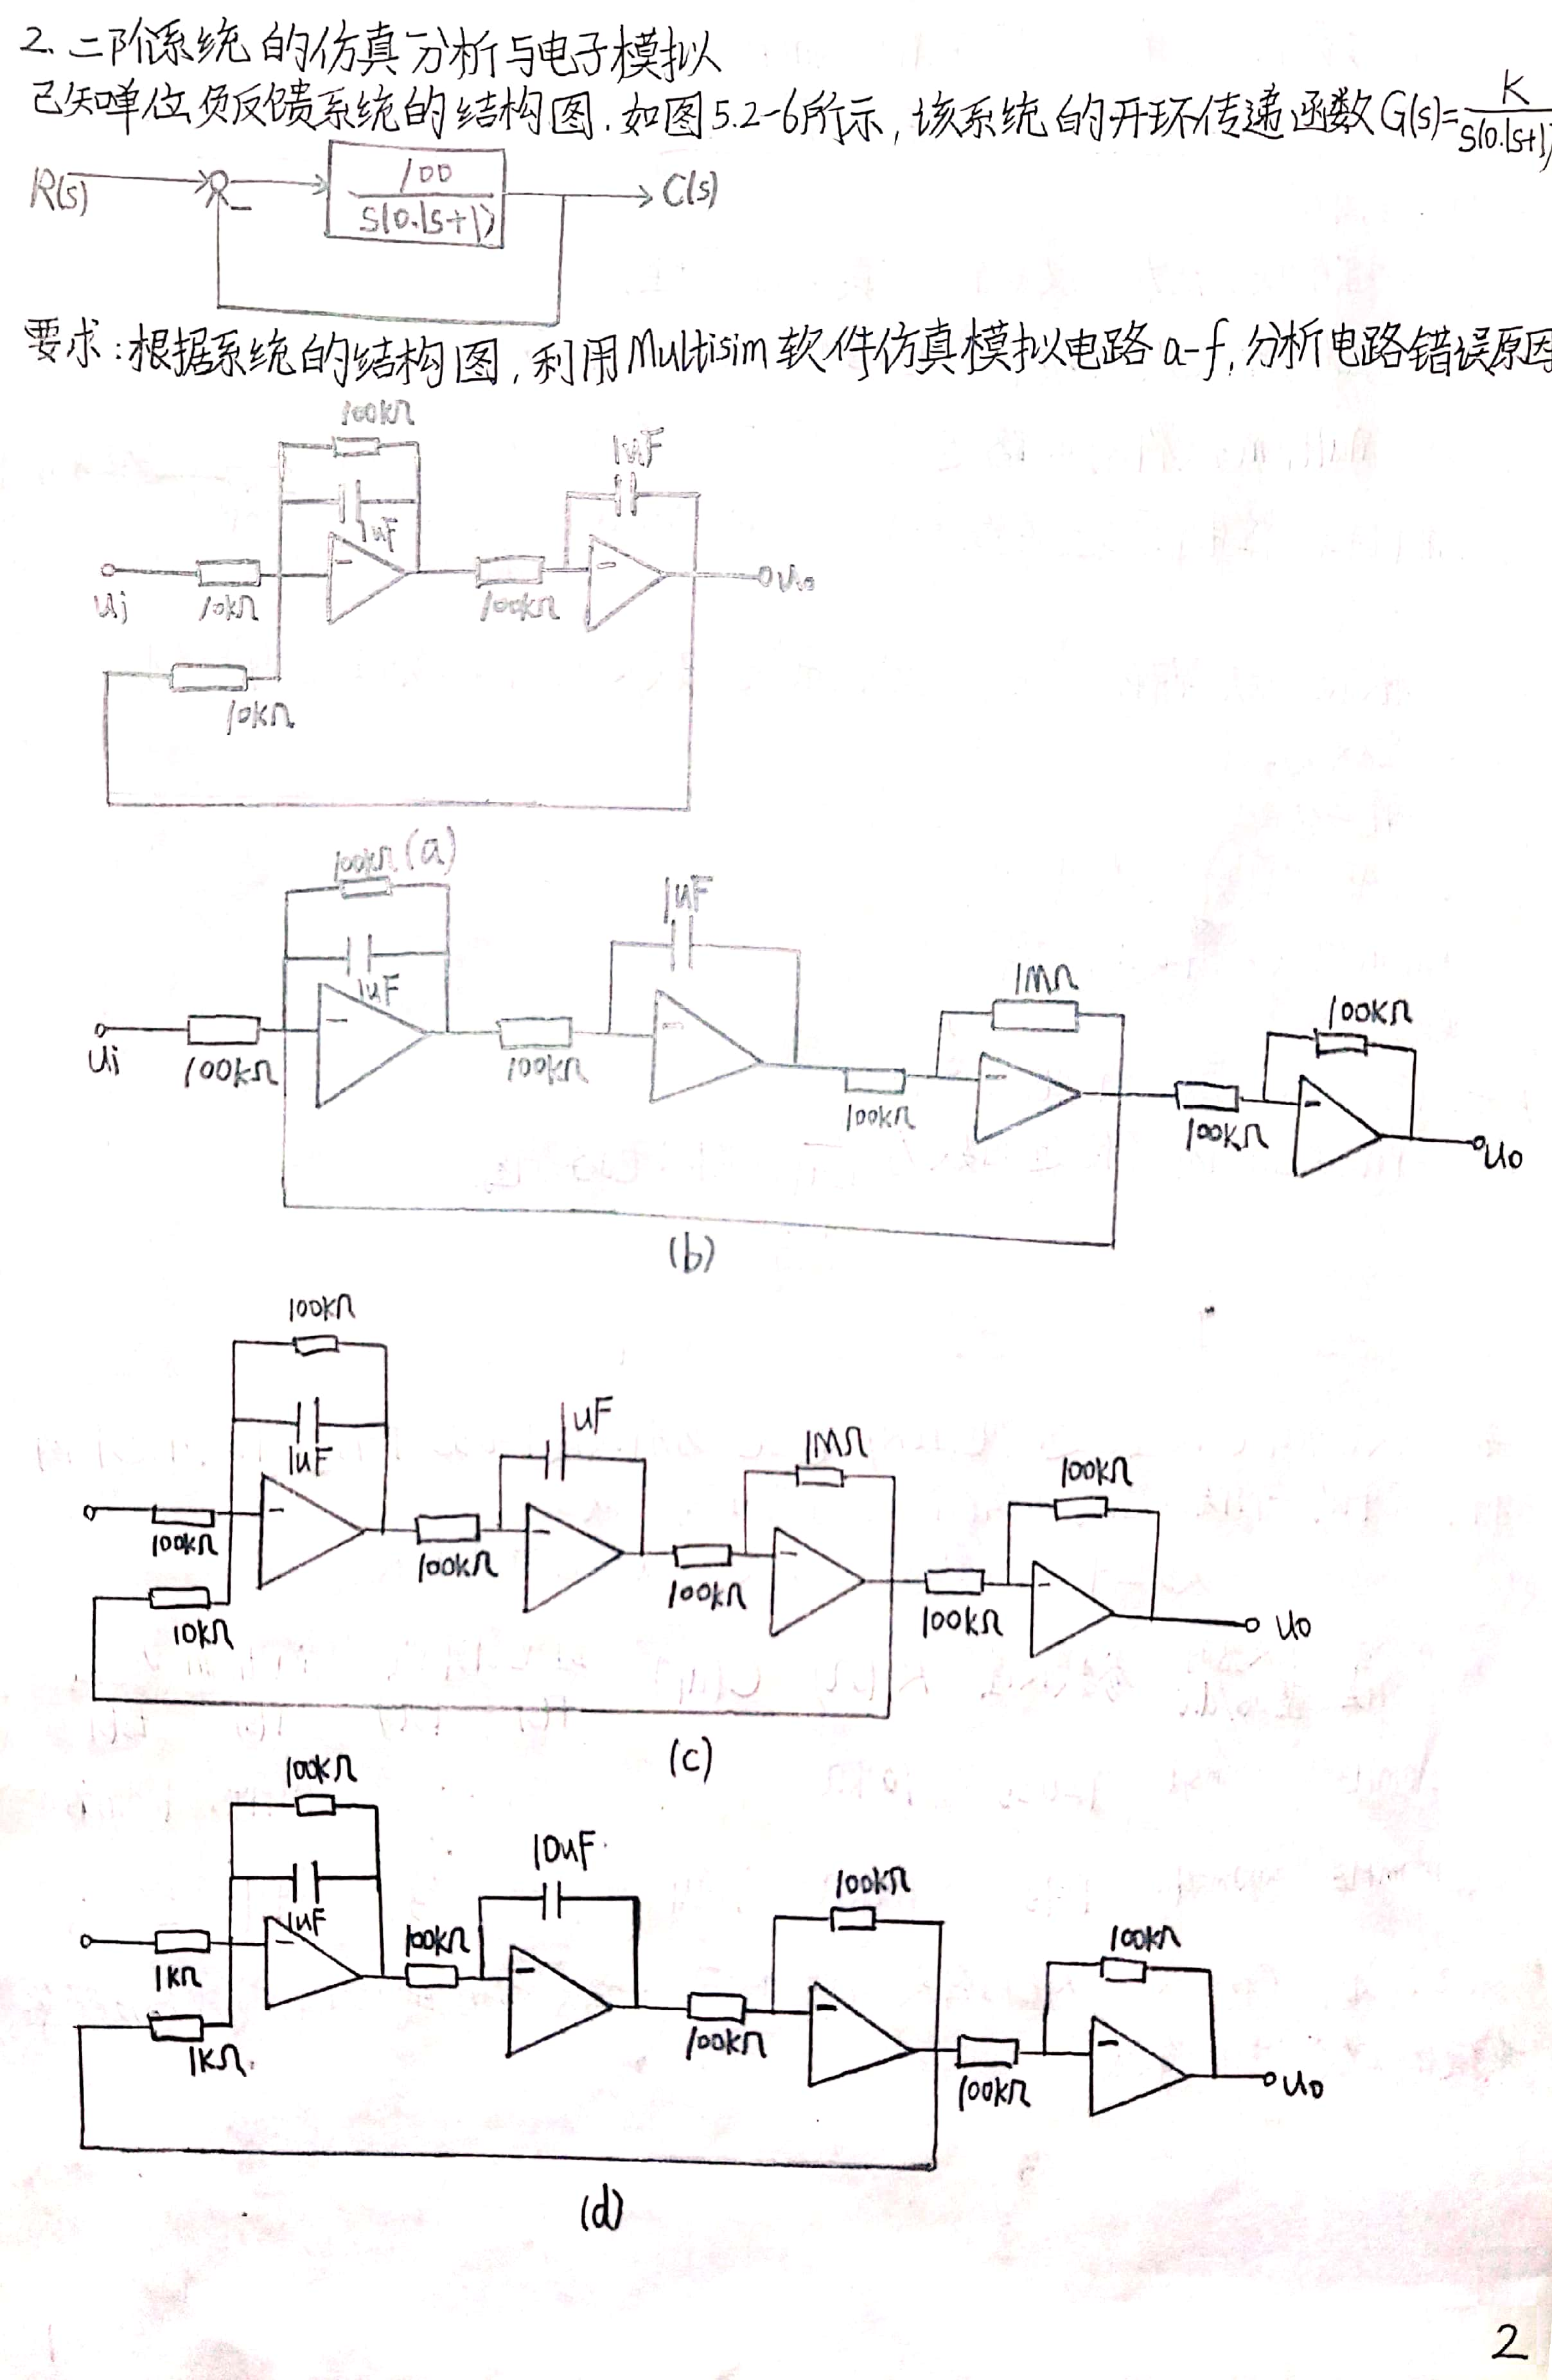 2. 二阶系统的仿真分析与电子模拟
已知单位负反馈系统的结构图.如图5.2-6所示,该系统的开环传递函数G(s)=K/S(0.1s+1)
R(s)
100
S(0.1s+1)
C(s)
-
要求:根据系统的结构图,利用Multisim软件仿真模拟电路a-f,分析电路错误原因
100kΩ
1uF
1uF
-
-
ui
10kΩ
100kΩ
uo
10kΩ
(a)
100kΩ
1uF
1uF
1MΩ
100kΩ
-
-
-
-
ui
100kΩ
100kΩ
100kΩ
100kΩ
uo
(b)
100kΩ
1uF
1uF
1MΩ
100kΩ
-
-
-
-
100kΩ
100kΩ
100kΩ
100kΩ
uo
10kΩ
(c)
100kΩ
10uF
1uF
100kΩ
100kΩ
100kΩ
-
-
-
-
1kΩ
100kΩ
100kΩ
uo
1kΩ
(d)
2